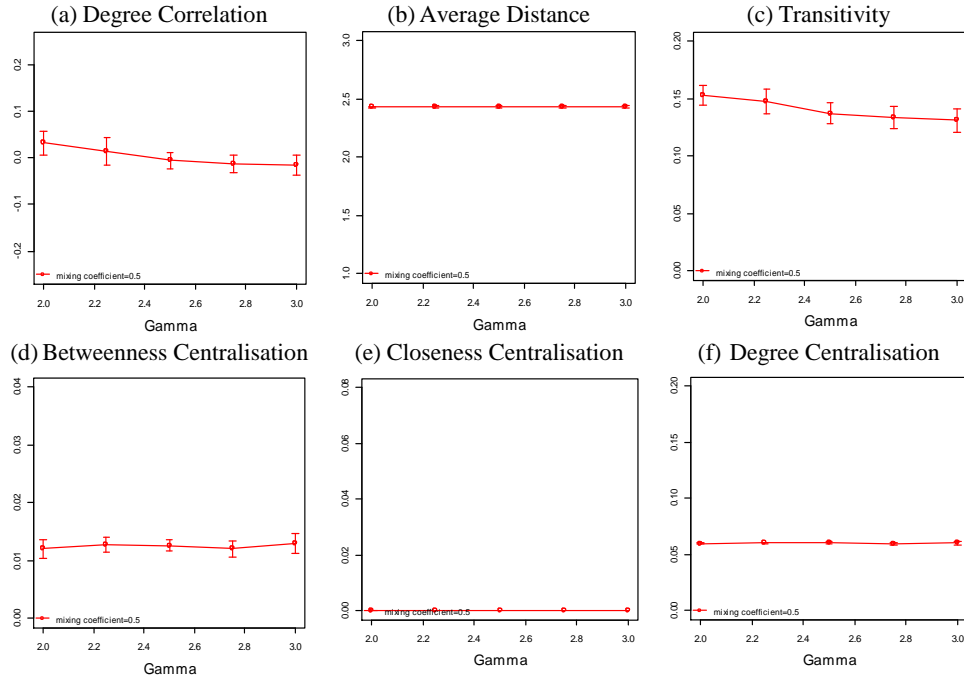 (a) Degree Correlation
0.2
0.1
0.0
-0.1
-0.2
mixing coefficient=0.5
2.0 2.2 2.4 2.6 2.8 3.0
Gamma
(b) Average Distance
3.0
2.5
2.0
1.5
1.0
mixing coefficient=0.5
2.0 2.2 2.4 2.6 2.8 3.0
Gamma
(c) Transitivity
0.20
0.15
0.10
0.05
0.00
mixing coefficient=0.5
2.0 2.2 2.4 2.6 2.8 3.0
Gamma
(d) Betweenness Centralisation
0.04
0.03
0.02
0.01
0.00
mixing coefficient=0.5
2.0 2.2 2.4 2.6 2.8 3.0
Gamma
(e) Closeness Centralisation
0.08
0.06
0.04
0.02
0.00
mixing coefficient=0.5
2.0 2.2 2.4 2.6 2.8 3.0
Gamma
(f) Degree Centralisation
0.20
0.15
0.10
0.05
0.00
mixing coefficient=0.5
2.0 2.2 2.4 2.6 2.8 3.0
Gamma